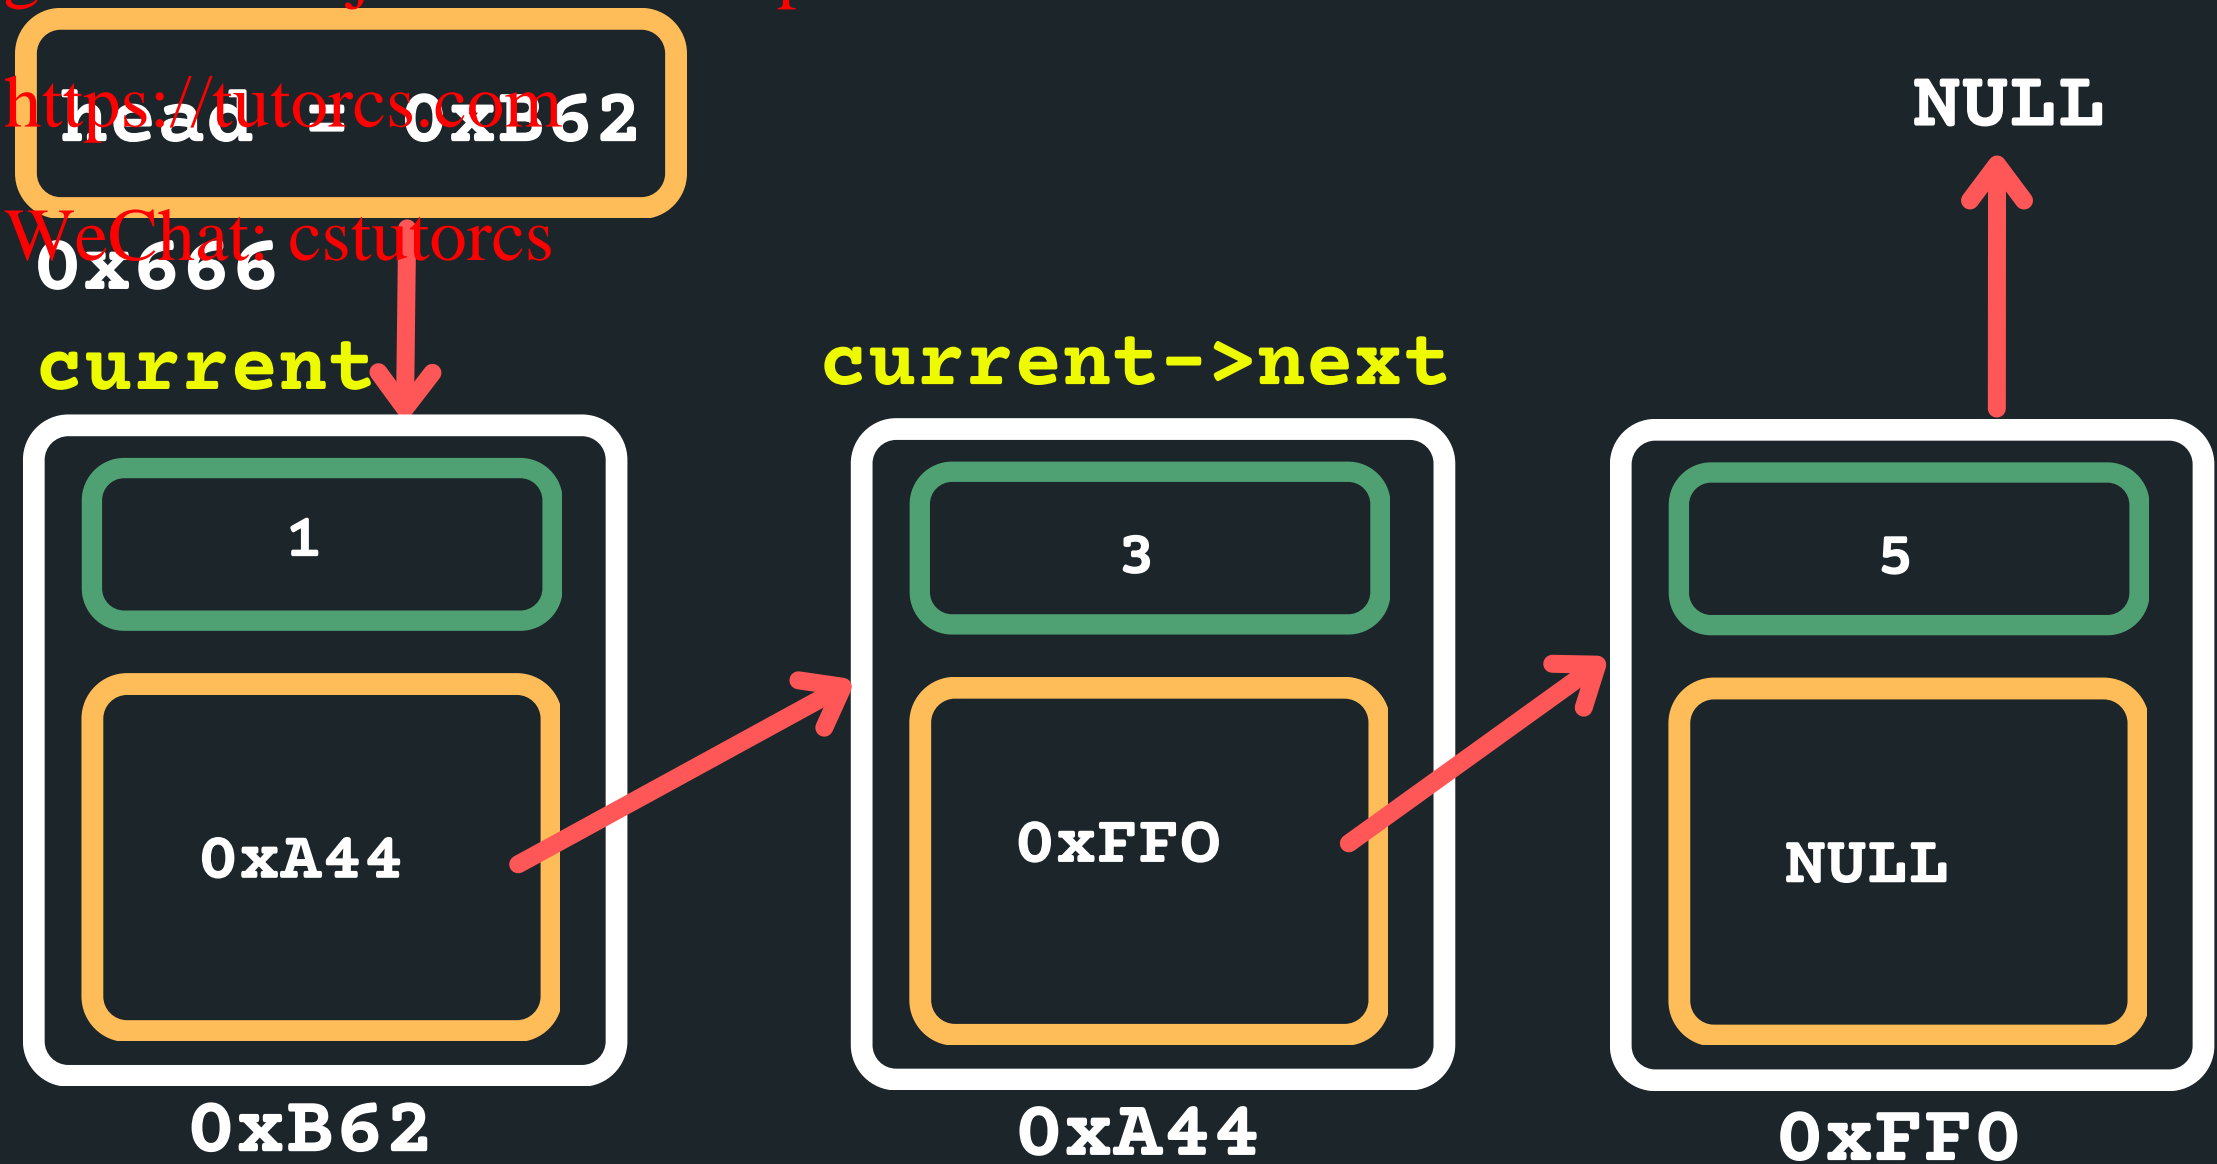 https://tutorcs.com
head = 0xB62
NULL
WeChat: cstutorcs
0x666
current
current->next
1
3
5
0xA44
0xFFO
NULL
0xB62
0xA44
0xFF0